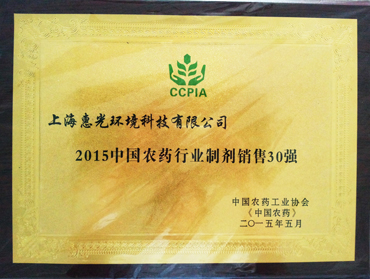 CCPIA
上海惠光环境科技有限公司
2015中国农药行业制剂销售30强
中国农药工业协会
《中国农药》
二〇一五年五月